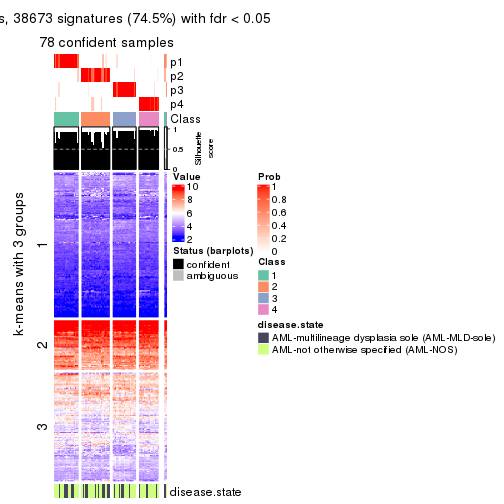 s, 38673 signatures (74.5%) with fdr < 0.05
78 confident samples
p1
p2
p3
p4
Class
1
0.5
0
Silhouette
score
k-means with 3 groups
1
2
3
disease.state
Value
10
8
6
4
2
Status (barplots)
confident
ambiguous
Prob
1
0.8
0.6
0.4
0.2
0
Class
1
2
3
4
disease.state
AML-multilineage dysplasia sole (AML-MLD-sole)
AML-not otherwise specified (AML-NOS)